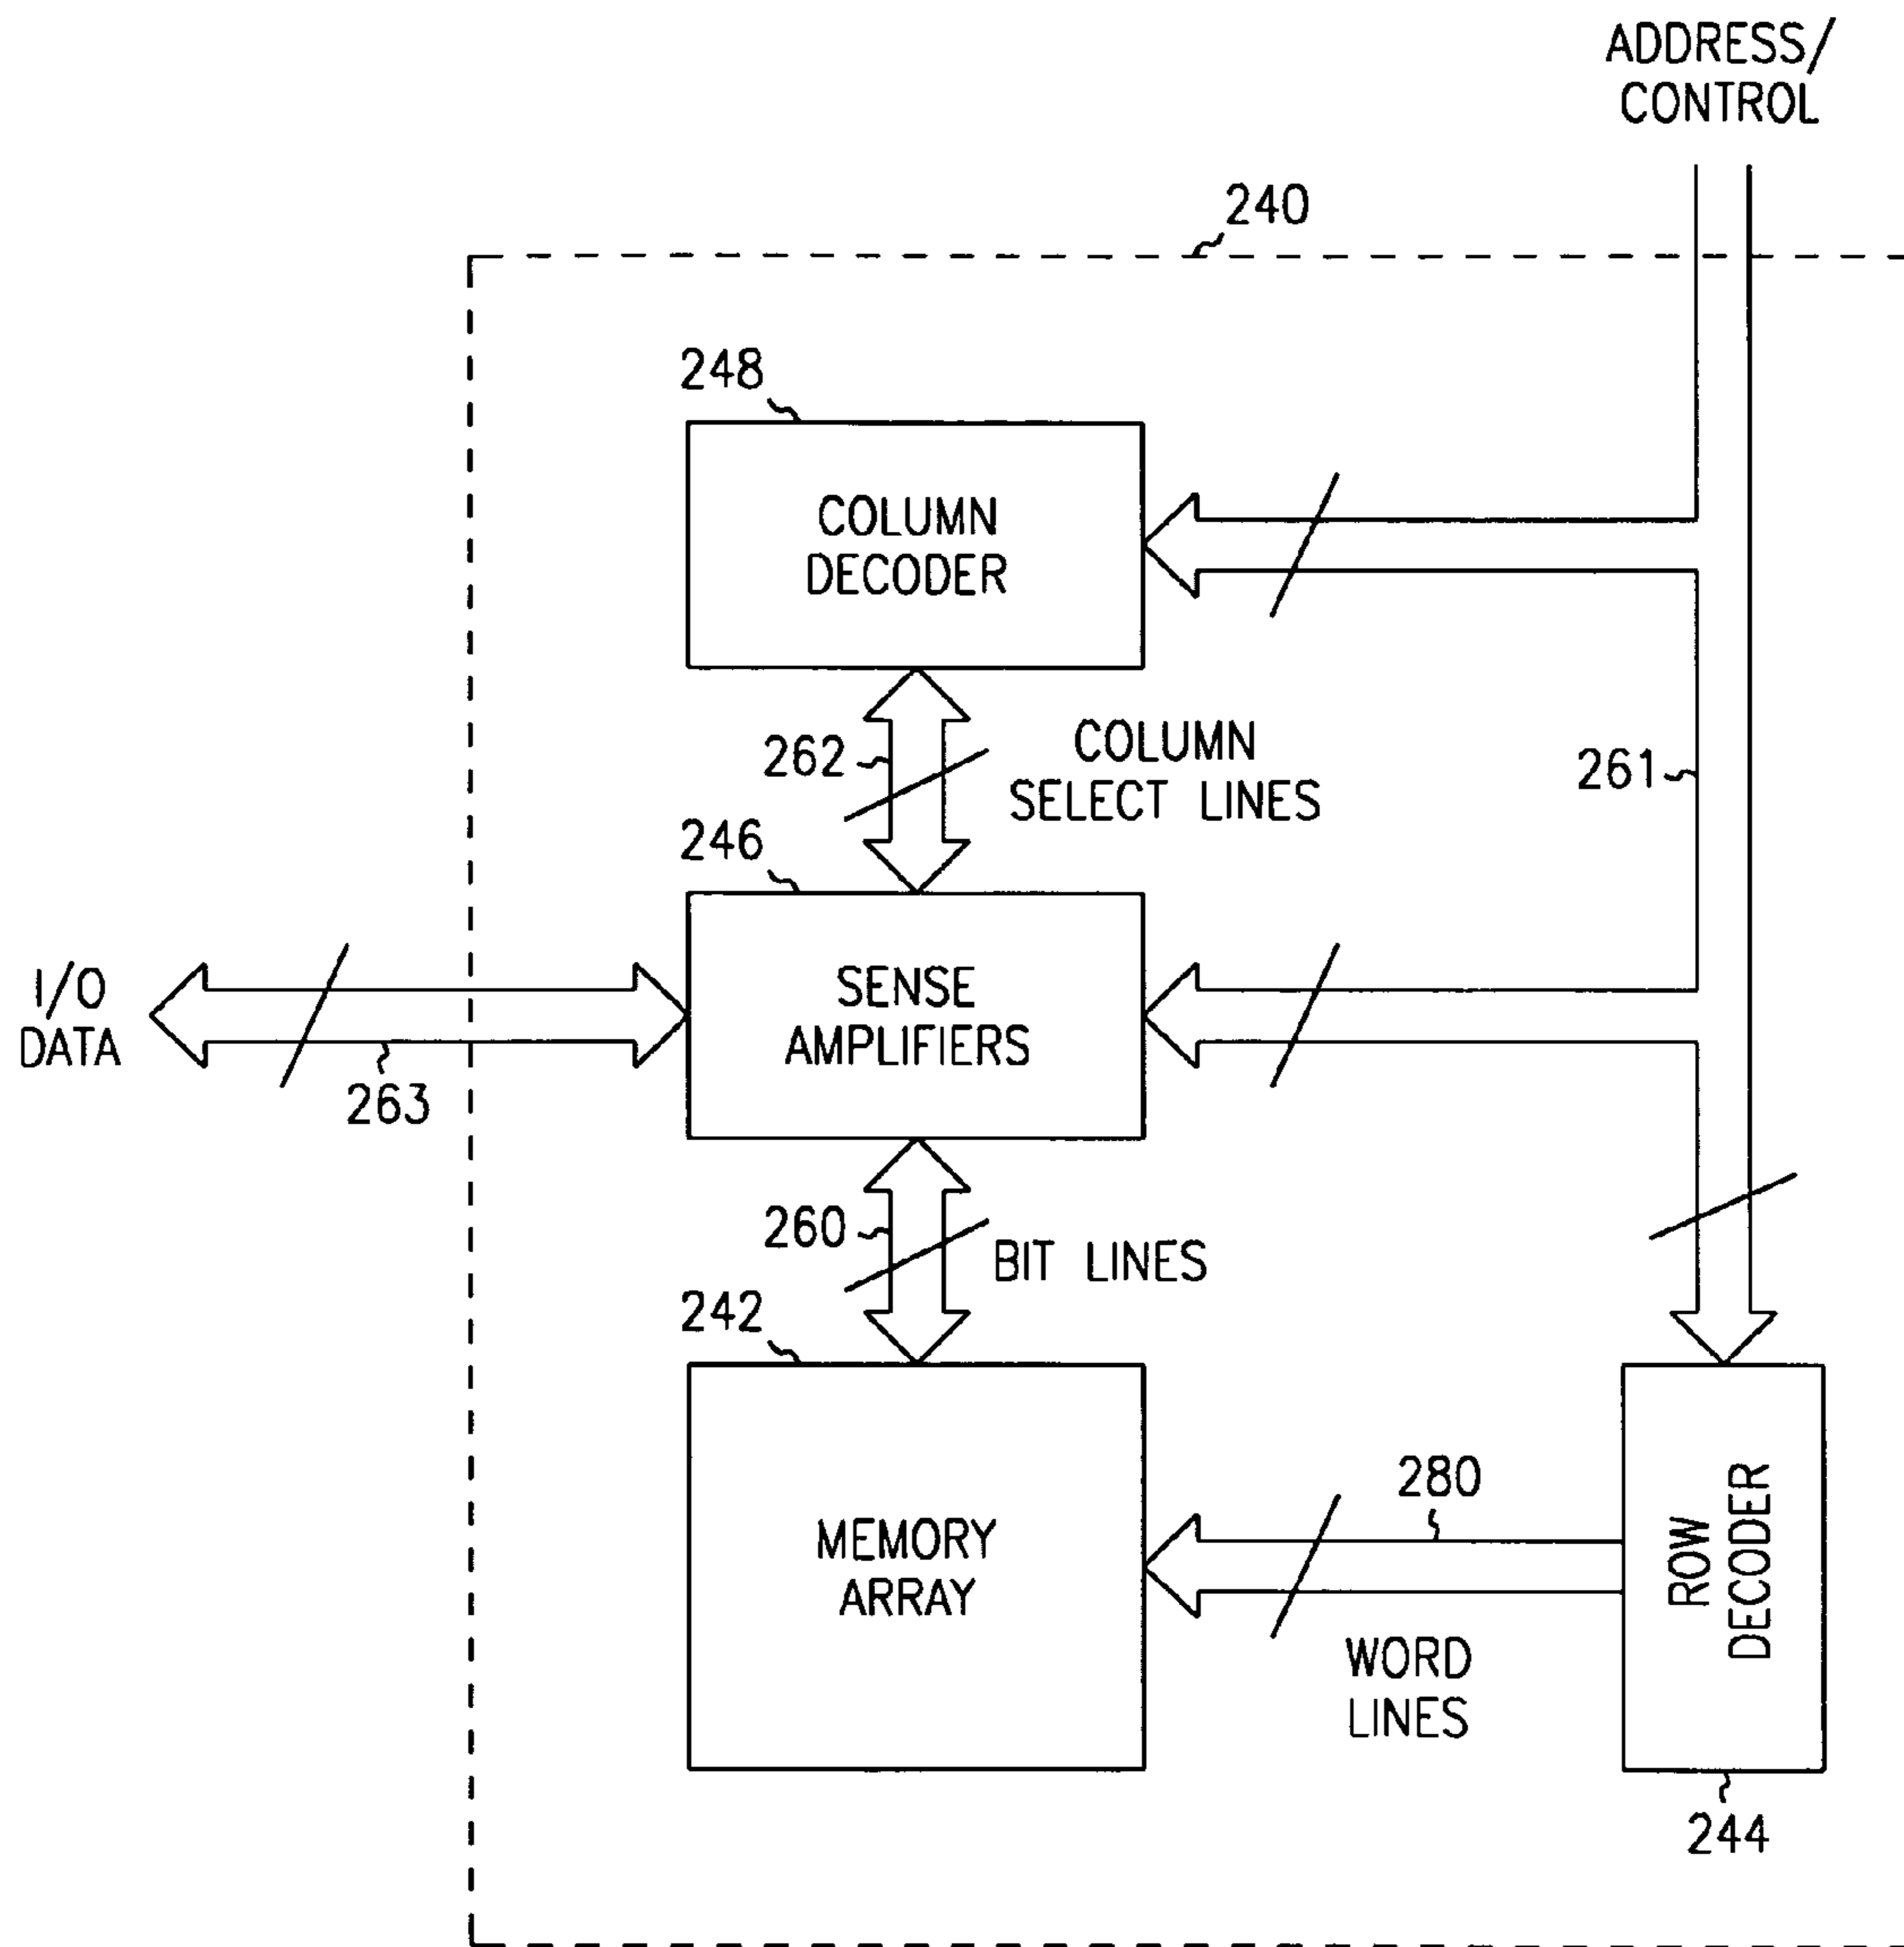 ADDRESS/
CONTROL
240
248
COLUMN
DECODER
262
COLUMN
SELECT LINES
261
246
I/O
DATA
SENSE
AMPLIFIERS
263
260
BIT LINES
242
280
MEMORY
ARRAY
ROW
DECODER
WORD
LINES
244